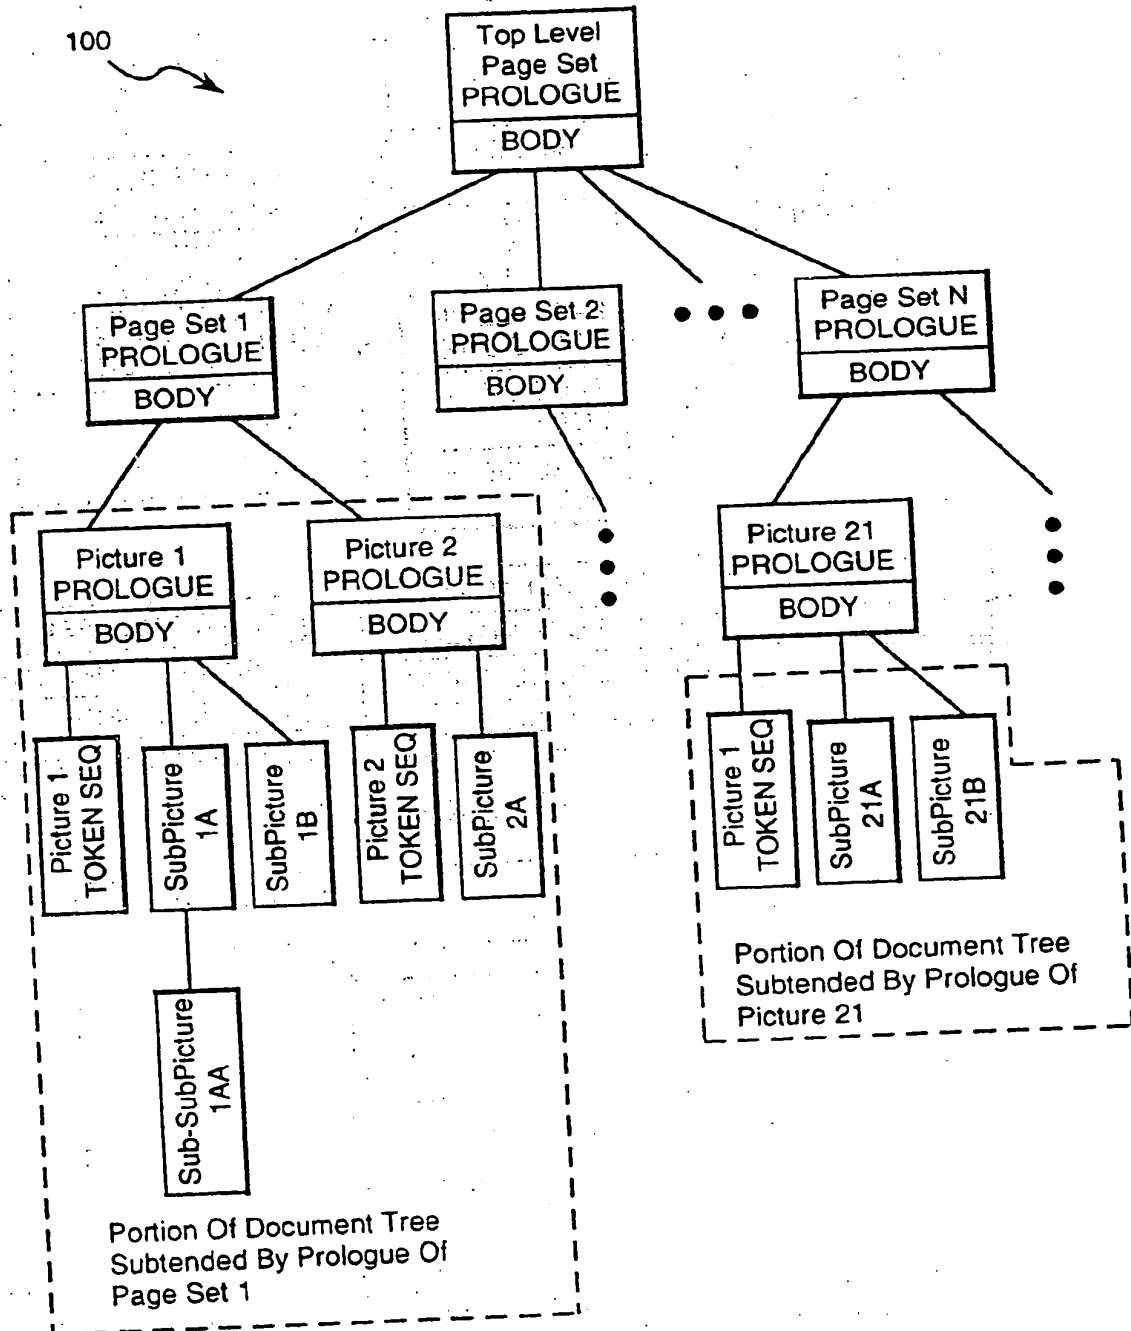 100
Top Level
Page Set
PROLOGUE
BODY
Page Set 1
PROLOGUE
BODY
Page Set 2
PROLOGUE
BODY
Page Set N
PROLOGUE
BODY
Picture 1
PROLOGUE
BODY
Picture 2
PROLOGUE
BODY
Picture 21
PROLOGUE
BODY
Picture 1
TOKEN SEQ
SubPicture
1A
SubPicture
1B
Picture 2
TOKEN SEQ
SubPicture
2A
Picture 1
TOKEN SEQ
SubPicture
21A
SubPicture
21B
Sub-SubPicture
1AA
Portion Of Document Tree
Subtended By Prologue Of
Picture 21
Portion Of Document Tree
Subtended By Prologue Of
Page Set 1